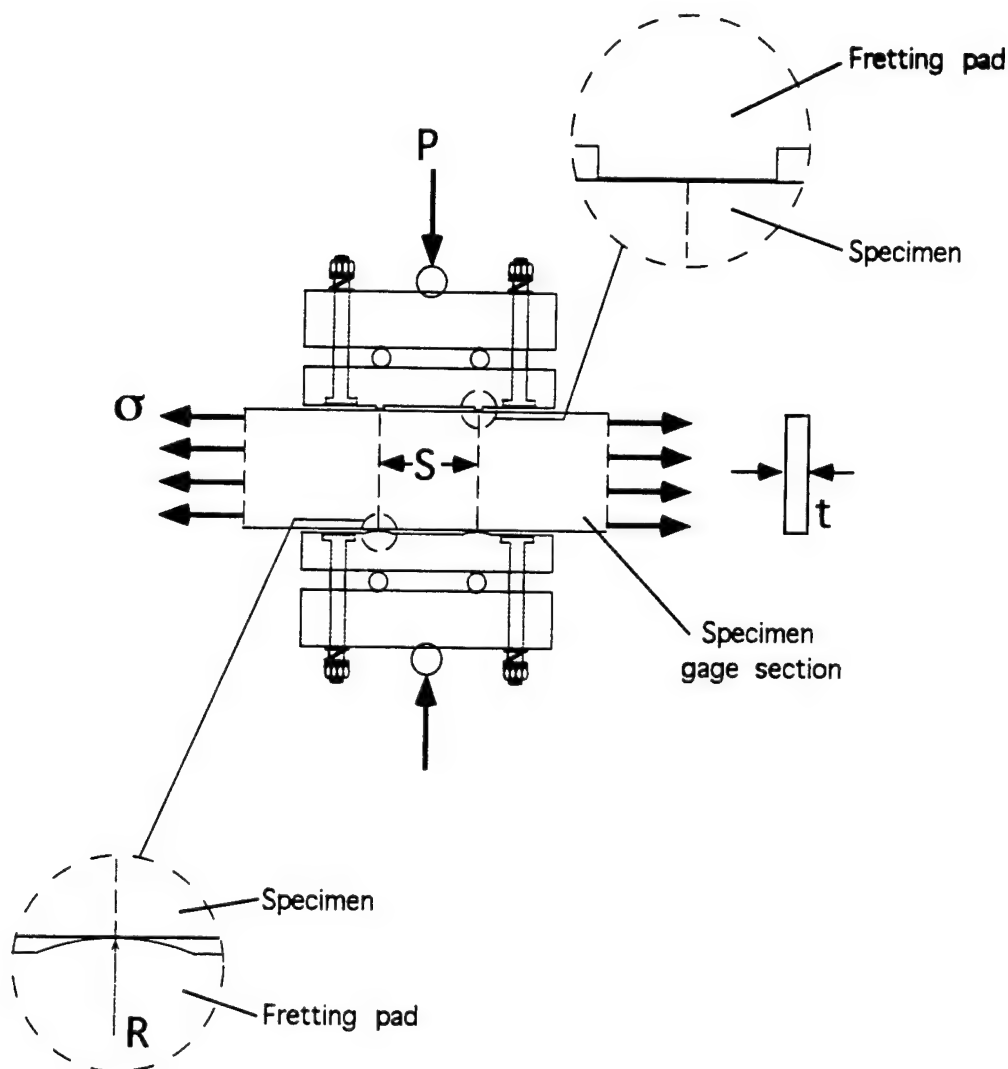 Fretting pad
P
Specimen
σ
S
t
Specimen
gage section
Specimen
Fretting pad
R